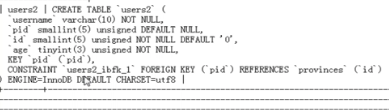 | users2 | CREATE TABLE `users2` (
`username` varchar(10) NOT NULL,
`pid` smallint(5) unsigned DEFAULT NULL,
`id` smallint(5) unsigned NOT NULL DEFAULT '0',
`age` tinyint(3) unsigned NOT NULL,
KEY `pid` (`pid`),
CONSTRAINT `users2_ibfk_1` FOREIGN KEY (`pid`) REFERENCES `provinces` (`id`)
) ENGINE=InnoDB DEFAULT CHARSET=utf8 |